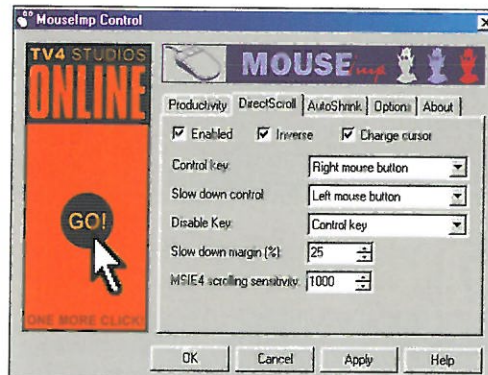 MouseImp Control
TV4 STUDIOS
ONLINE
GO!
ONE MORE CLICK!
MOUSE imp
Productivity DirectScroll AutoShrink Options About
Enabled Inverse Change cursor
Control key: Right mouse button
Slow down control: Left mouse button
Disable Key: Control key
Slow down margin (%): 25
MSIE4 scrolling sensitivity: 1000
OK Cancel Apply Help